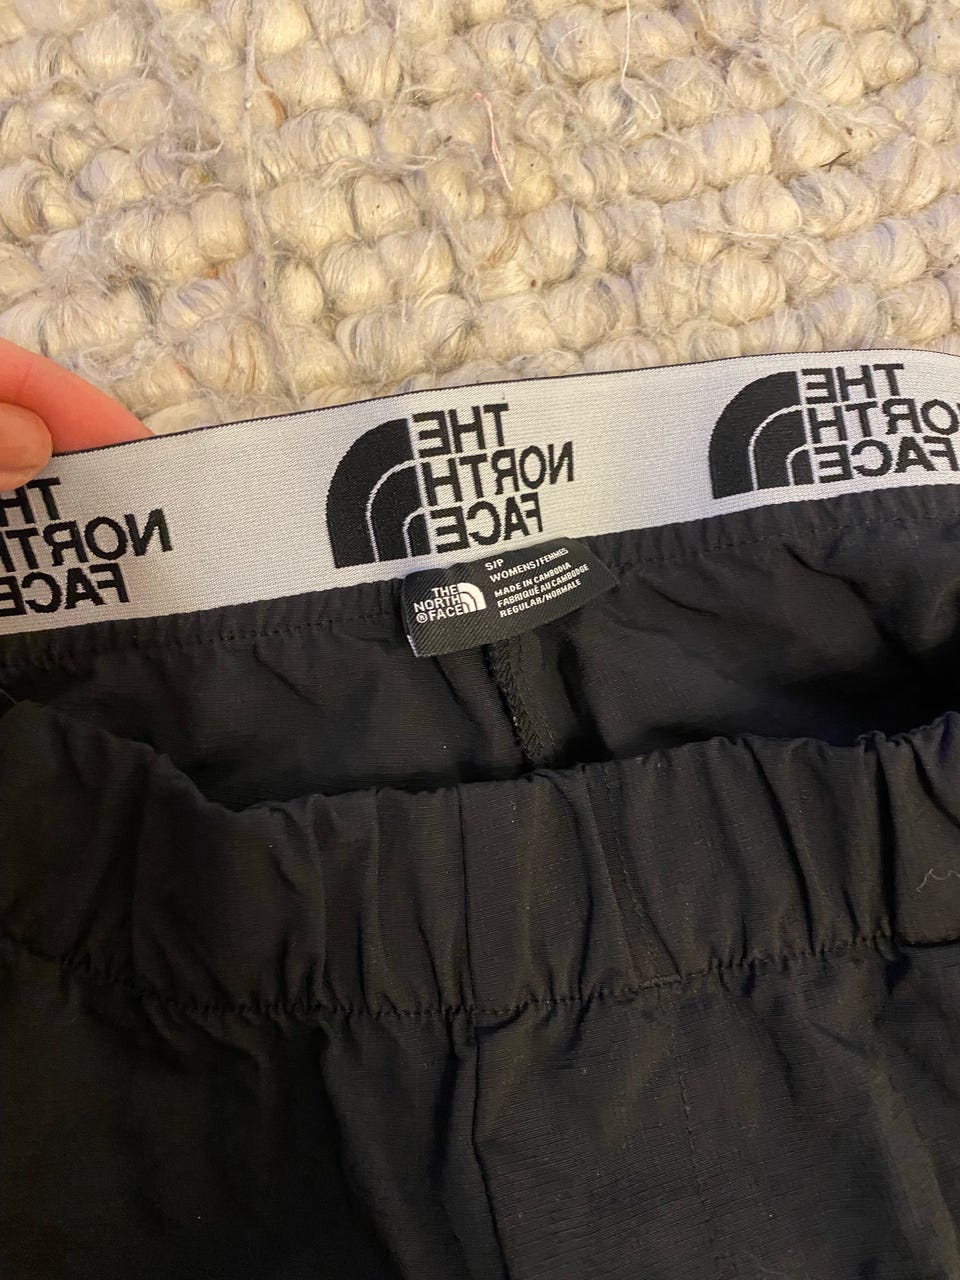 THE
NORTH
FACE
THE
NORTH
FACE
THE
NORTH
FACE
THE
NORTH
FACE
S/P
WOMENS/FEMMES
MADE IN CAMBODIA
FABRIQUÉ AU CAMBODGE
REGULAR/NORMALE